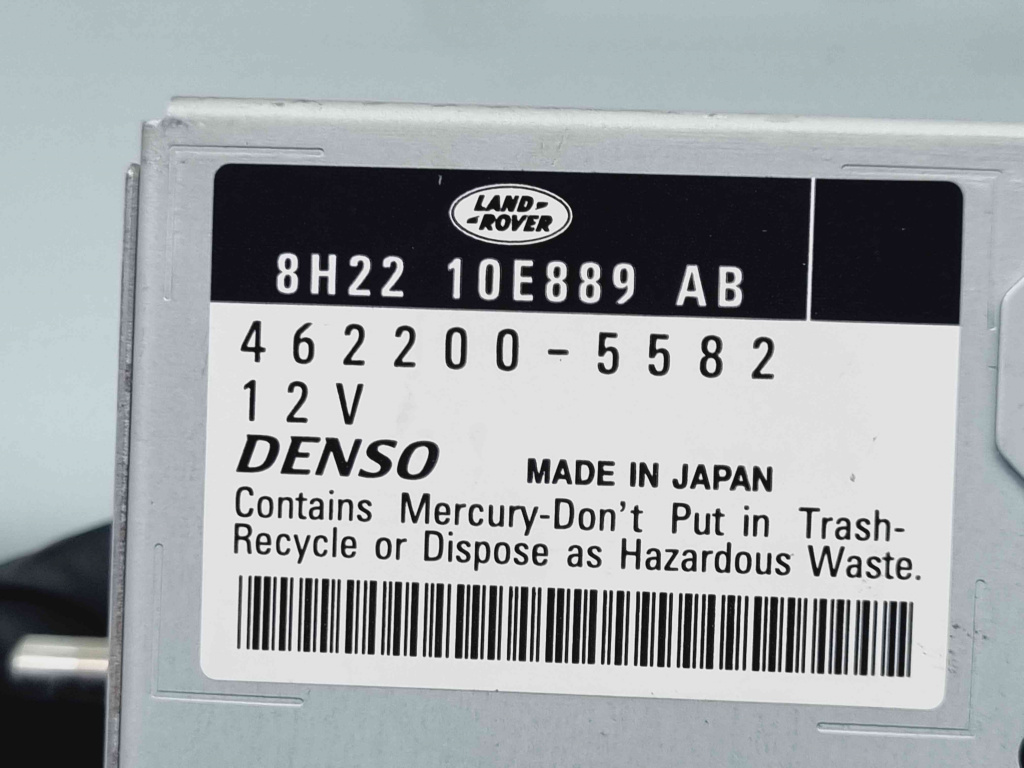 LAND-
-ROVER
8H22 10E889 AB
462200-5582
12V
DENSO MADE IN JAPAN
Contains Mercury-Don't Put in Trash-
Recycle or Dispose as Hazardous Waste.